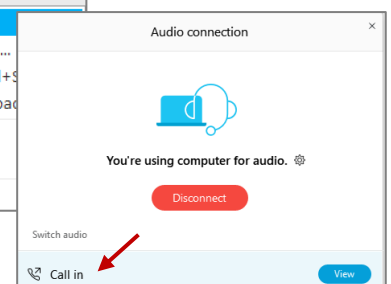 Audio connection
...
You're using computer for audio.
Disconnect
Switch audio
Call in
View